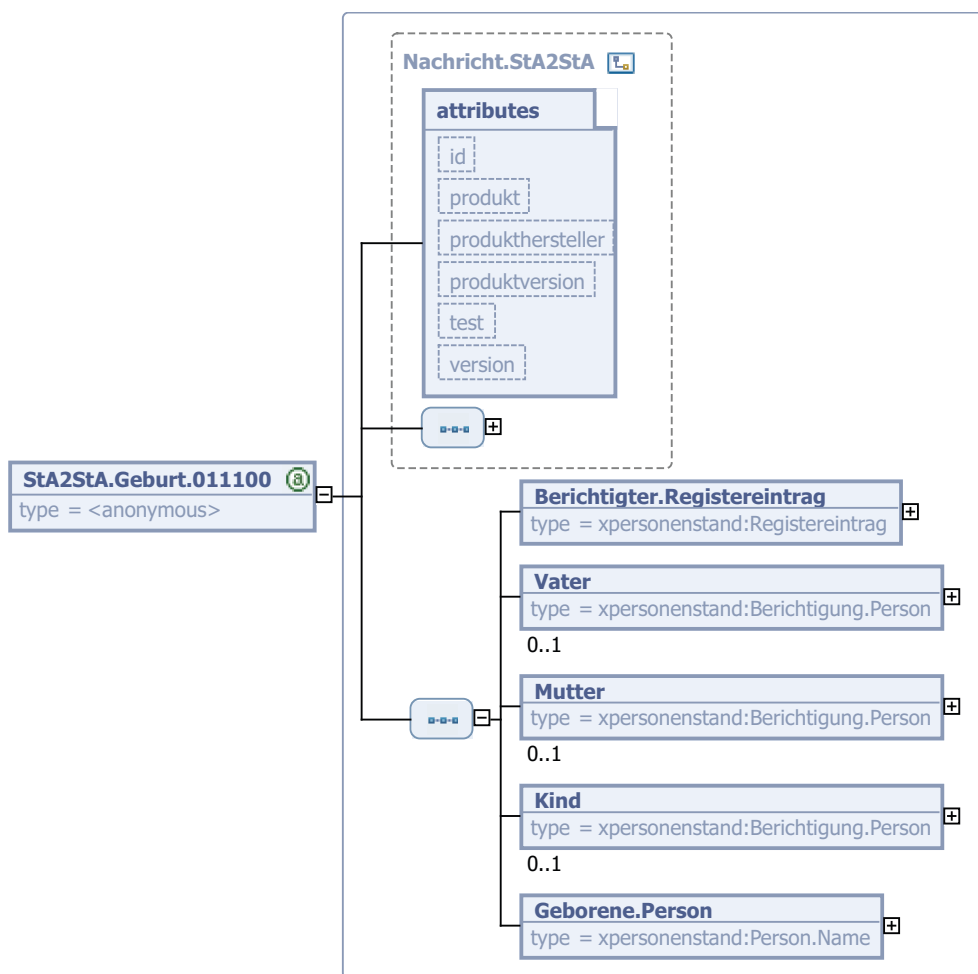 Nachricht.StA2StA
attributes
id
produkt
produkthersteller
produktversion
test
version
StA2StA.Geburt.011100 @
type = <anonymous>
Berichtigter.Registereintrag
type = xpersonenstand:Registereintrag
Vater
type = xpersonenstand:Berichtigung.Person
0..1
Mutter
type = xpersonenstand:Berichtigung.Person
0..1
Kind
type = xpersonenstand:Berichtigung.Person
0..1
Geborene.Person
type = xpersonenstand:Person.Name